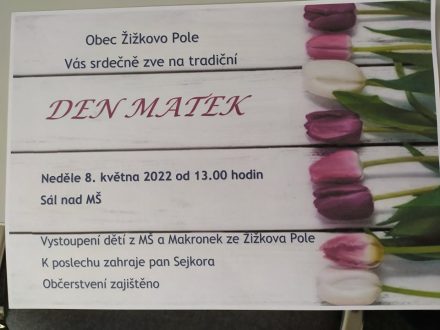 Obec Žižkovo Pole
Vás srdečně zve na tradiční
DEN MATEK
Neděle 8. května 2022 od 13.00 hodin
Sál nad MŠ
Vystoupení dětí z MŠ a Makronek ze Žižkova Pole
K poslechu zahraje pan Sejkora
Občerstvení zajištěno